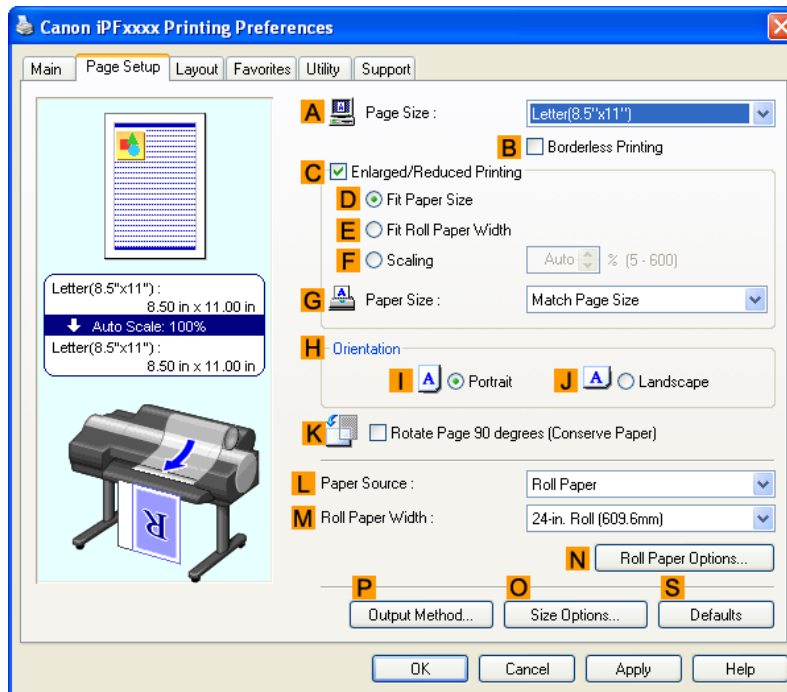 Canon iPFxxxx Printing Preferences
Main Page Setup Layout Favorites Utility Support
A Page Size : Letter(8.5"x11")
B Borderless Printing
C Enlarged/Reduced Printing
D Fit Paper Size
E Fit Roll Paper Width
F Scaling Auto % (5 - 600)
G Paper Size : Match Page Size
H Orientation
I A Portrait J A Landscape
K Rotate Page 90 degrees (Conserve Paper)
L Paper Source : Roll Paper
M Roll Paper Width : 24-in. Roll (609.6mm)
N Roll Paper Options...
P O S
Output Method... Size Options... Defaults
Letter(8.5"x11") :
8.50 in x 11.00 in
Auto Scale: 100%
Letter(8.5"x11") :
8.50 in x 11.00 in
R
OK Cancel Apply Help